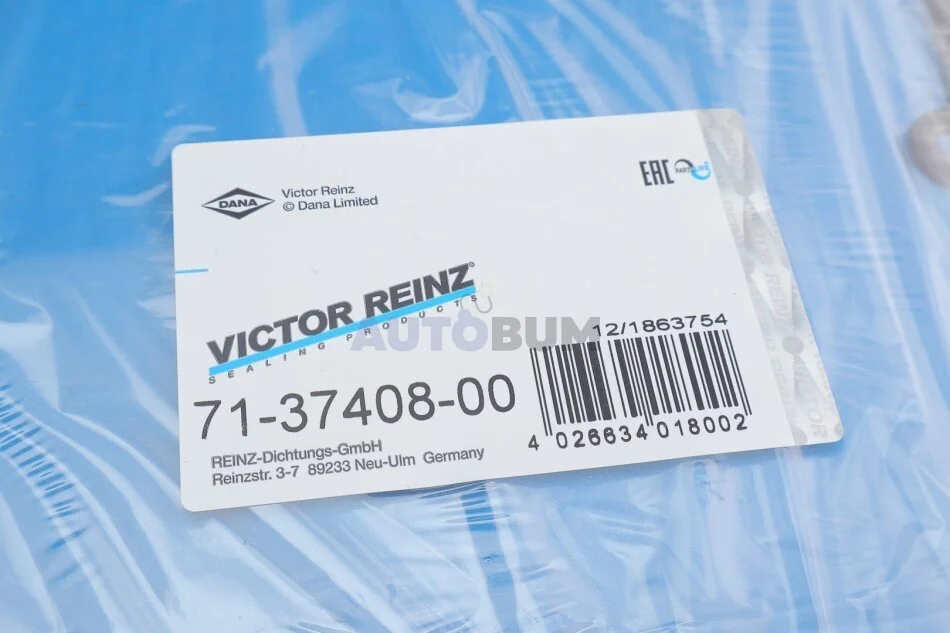 DANA
Victor Reinz
© Dana Limited
EAC
VICTOR REINZ®
SEALING PRODUCTS
AUTOBUM
12/1863754
71-37408-00
4 026634 018002
REINZ-Dichtungs-GmbH
Reinzstr. 3-7 89233 Neu-Ulm Germany